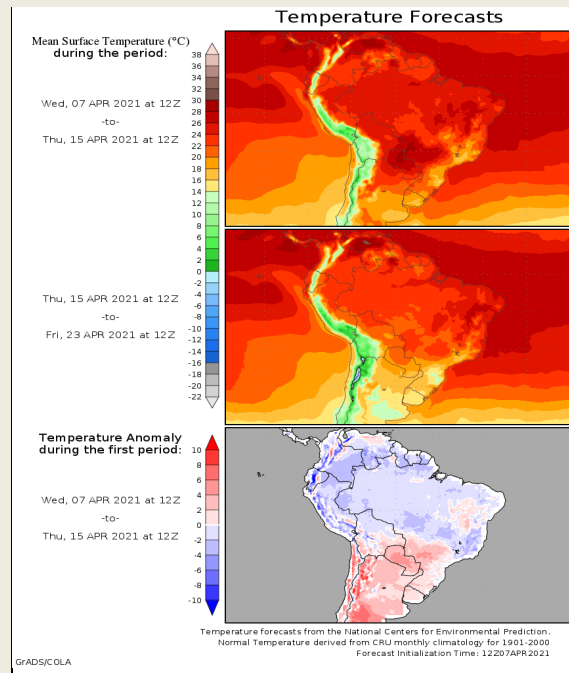 Temperature Forecasts
Mean Surface Temperature (°C)
during the period:
Wed, 07 APR 2021 at 12Z
-to-
Thu, 15 APR 2021 at 12Z
38
36
34
32
30
28
26
24
22
20
18
16
14
12
10
8
6
4
2
0
-2
-4
-6
-8
-10
-12
-14
-16
-18
-20
-22
Thu, 15 APR 2021 at 12Z
-to-
Fri, 23 APR 2021 at 12Z
Temperature Anomaly
during the first period:
Wed, 07 APR 2021 at 12Z
-to-
Thu, 15 APR 2021 at 12Z
10
8
6
4
2
0
-2
-4
-6
-8
-10
Temperature forecasts from the National Centers for Environmental Prediction.
Normal Temperature derived from CRU monthly climatology for 1901-2000
Forecast Initialization Time: 12Z07APR2021
GrADS/COLA